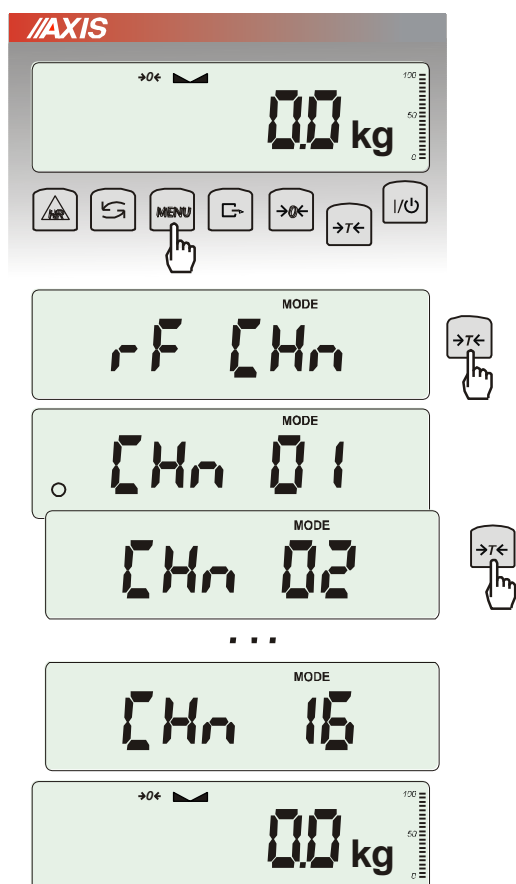 //AXIS
→0← 100
50
0.0 kg
0
HR MENU →0← →T← I/
MODE
rF CHn →T←
MODE
CHn 01
MODE
CHn 02 →T←
...
MODE
CHn 16
→0← 100
50
0.0 kg
0